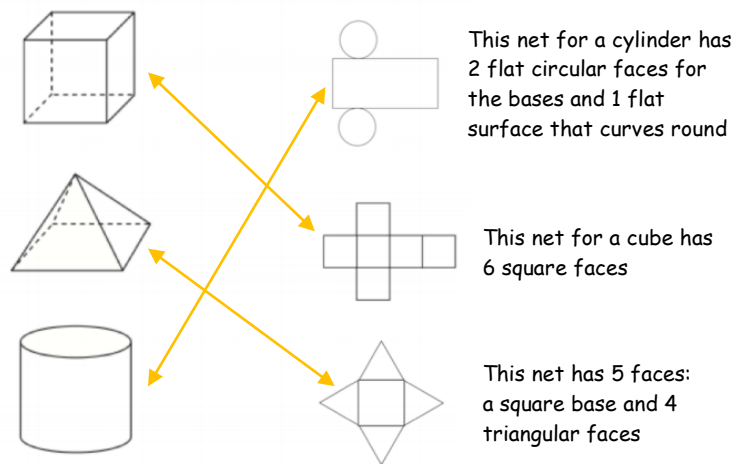 This net for a cylinder has
2 flat circular faces for
the bases and 1 flat
surface that curves round
This net for a cube has
6 square faces
This net has 5 faces:
a square base and 4
triangular faces